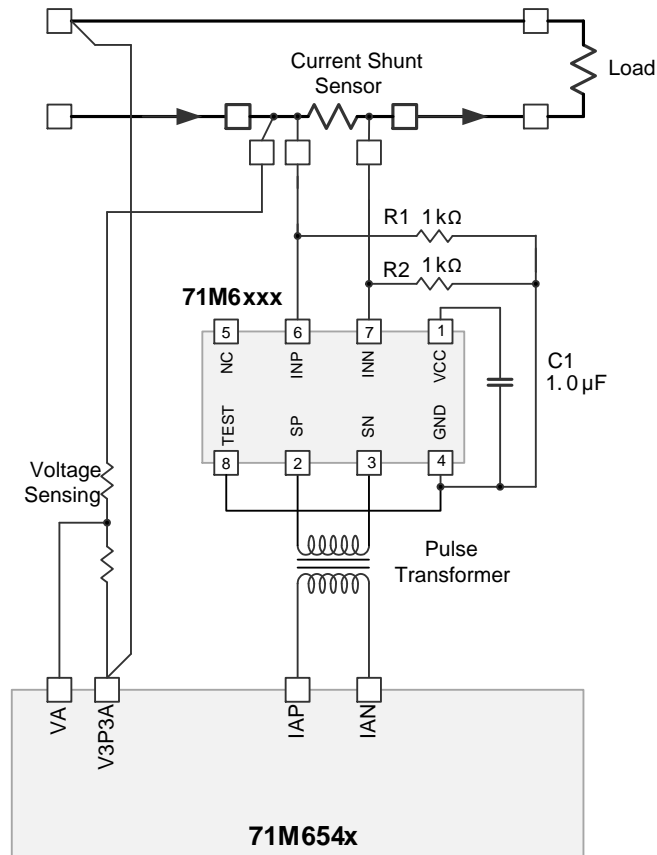 Current Shunt
Sensor
Load
R1 1kΩ
R2 1kΩ
71M6xxx
5
6
7
1
NC
INP
INN
VCC
C1
1.0µF
TEST
SP
SN
GND
8
2
3
4
Voltage
Sensing
Pulse
Transformer
VA
V3P3A
IAP
IAN
71M654x